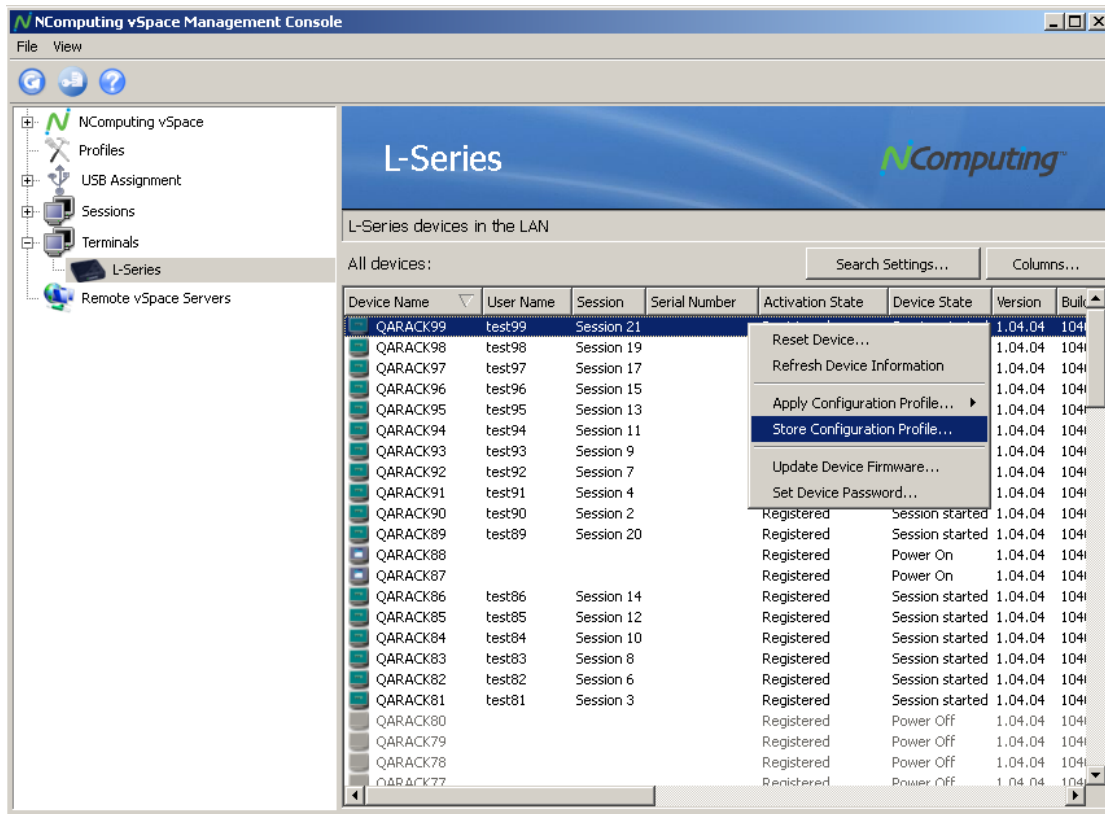 NComputing vSpace Management Console
File View
NComputing vSpace
Profiles
USB Assignment
Sessions
Terminals
L-Series
Remote vSpace Servers
L-Series
NComputing™
L-Series devices in the LAN
All devices:
Search Settings...
Columns...
Device Name User Name Session Serial Number Activation State Device State Version
QARACK99 test99 Session 21 1.04.04
QARACK98 test98 Session 19 1.04.04
QARACK97 test97 Session 17 1.04.04
QARACK96 test96 Session 15 1.04.04
QARACK95 test95 Session 13 1.04.04
QARACK94 test94 Session 11 1.04.04
QARACK93 test93 Session 9 1.04.04
QARACK92 test92 Session 7 1.04.04
QARACK91 test91 Session 4 1.04.04
QARACK90 test90 Session 2 Registered Session started 1.04.04
QARACK89 test89 Session 20 Registered Session started 1.04.04
QARACK88 Registered Power On 1.04.04
QARACK87 Registered Power On 1.04.04
QARACK86 test86 Session 14 Registered Session started 1.04.04
QARACK85 test85 Session 12 Registered Session started 1.04.04
QARACK84 test84 Session 10 Registered Session started 1.04.04
QARACK83 test83 Session 8 Registered Session started 1.04.04
QARACK82 test82 Session 6 Registered Session started 1.04.04
QARACK81 test81 Session 3 Registered Session started 1.04.04
QARACK80 Registered Power Off 1.04.04
QARACK79 Registered Power Off 1.04.04
QARACK78 Registered Power Off 1.04.04
QARACK77 Registered Power Off 1.04.04
Reset Device...
Refresh Device Information
Apply Configuration Profile...
Store Configuration Profile...
Update Device Firmware...
Set Device Password...